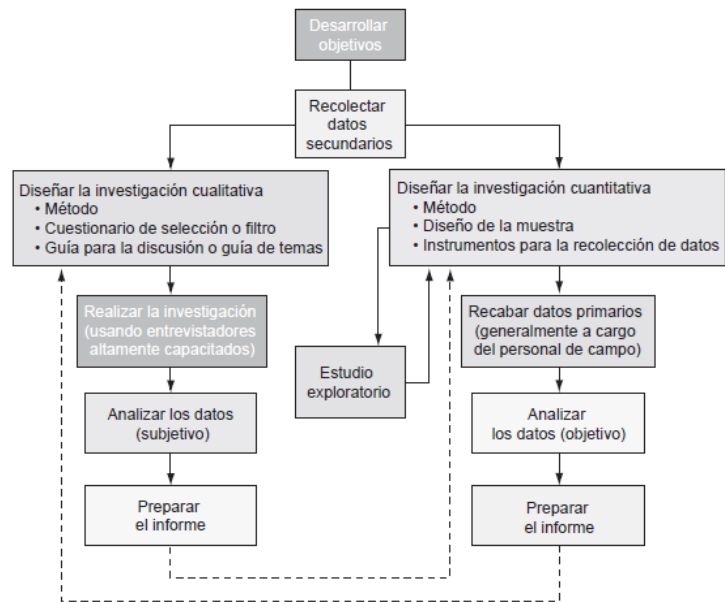 Desarrollar
objetivos
Recolectar
datos
secundarios
Diseñar la investigación cualitativa
• Método
• Cuestionario de selección o filtro
• Guía para la discusión o guía de temas
Diseñar la investigación cuantitativa
• Método
• Diseño de la muestra
• Instrumentos para la recolección de datos
Realizar la investigación
(usando entrevistadores
altamente capacitados)
Estudio
exploratorio
Recabar datos primarios
(generalmente a cargo
del personal de campo)
Analizar los datos
(subjetivo)
Analizar
los datos (objetivo)
Preparar
el informe
Preparar
el informe